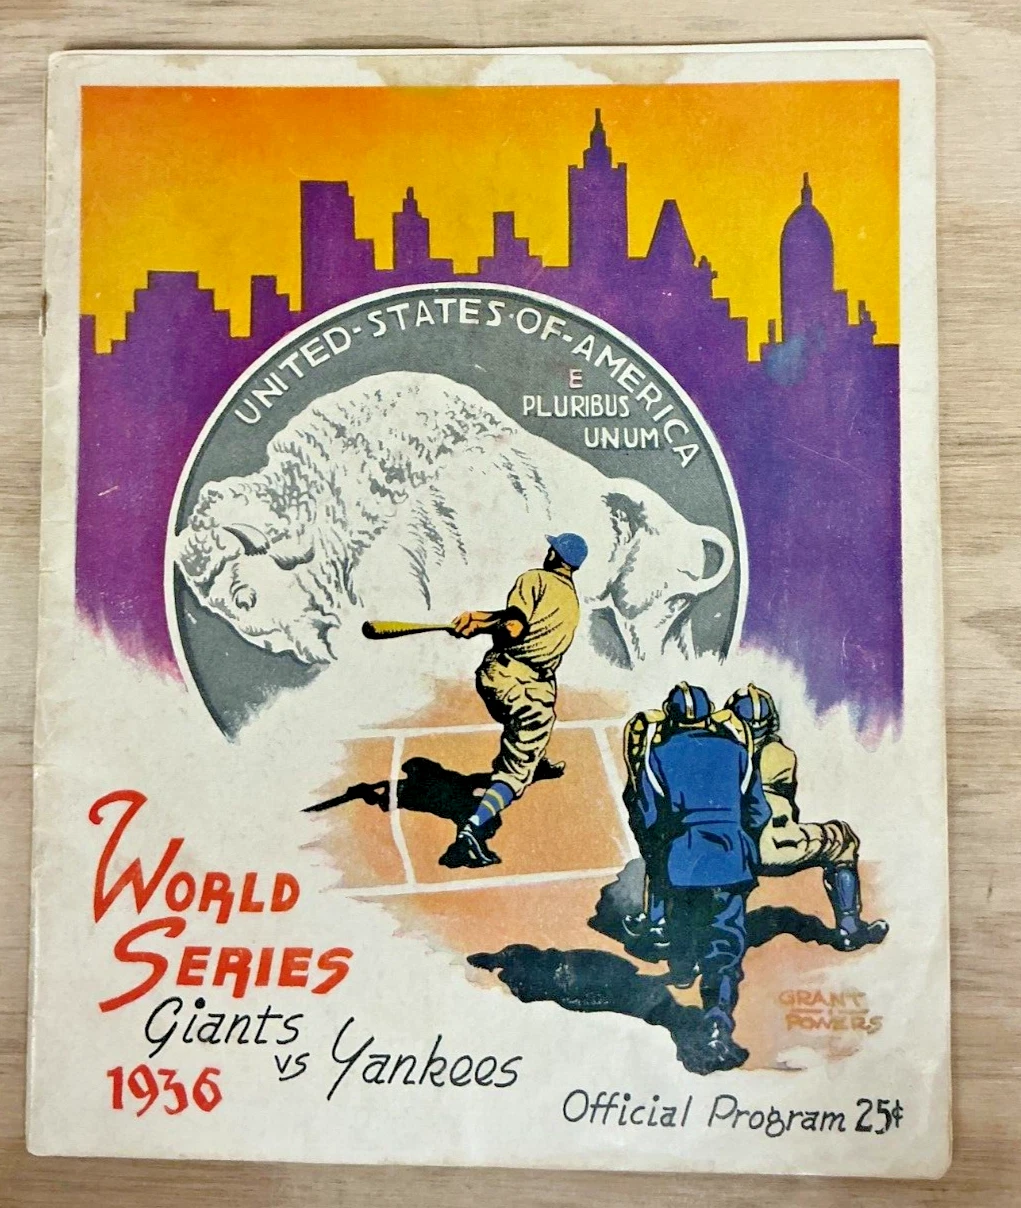 UNITED-STATES·OF-AMERICA
E
PLURIBUS
UNUM
WORLD
SERIES
Giants
vs Yankees
1936
GRANT
POWERS
Official Program 25¢